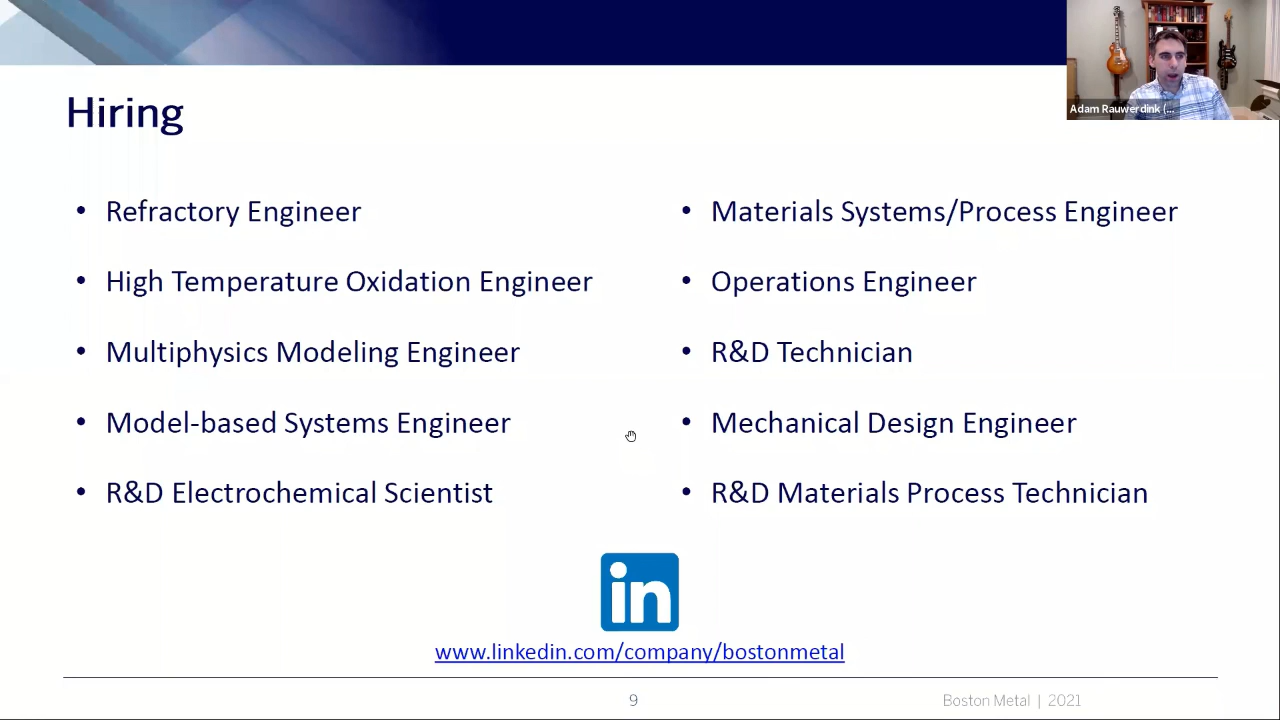 Adam Rauwerdink (...
Hiring
• Refractory Engineer
• High Temperature Oxidation Engineer
• Multiphysics Modeling Engineer
• Model-based Systems Engineer
• R&D Electrochemical Scientist
• Materials Systems/Process Engineer
• Operations Engineer
• R&D Technician
• Mechanical Design Engineer
• R&D Materials Process Technician
in
www.linkedin.com/company/bostonmetal
9
Boston Metal | 2021